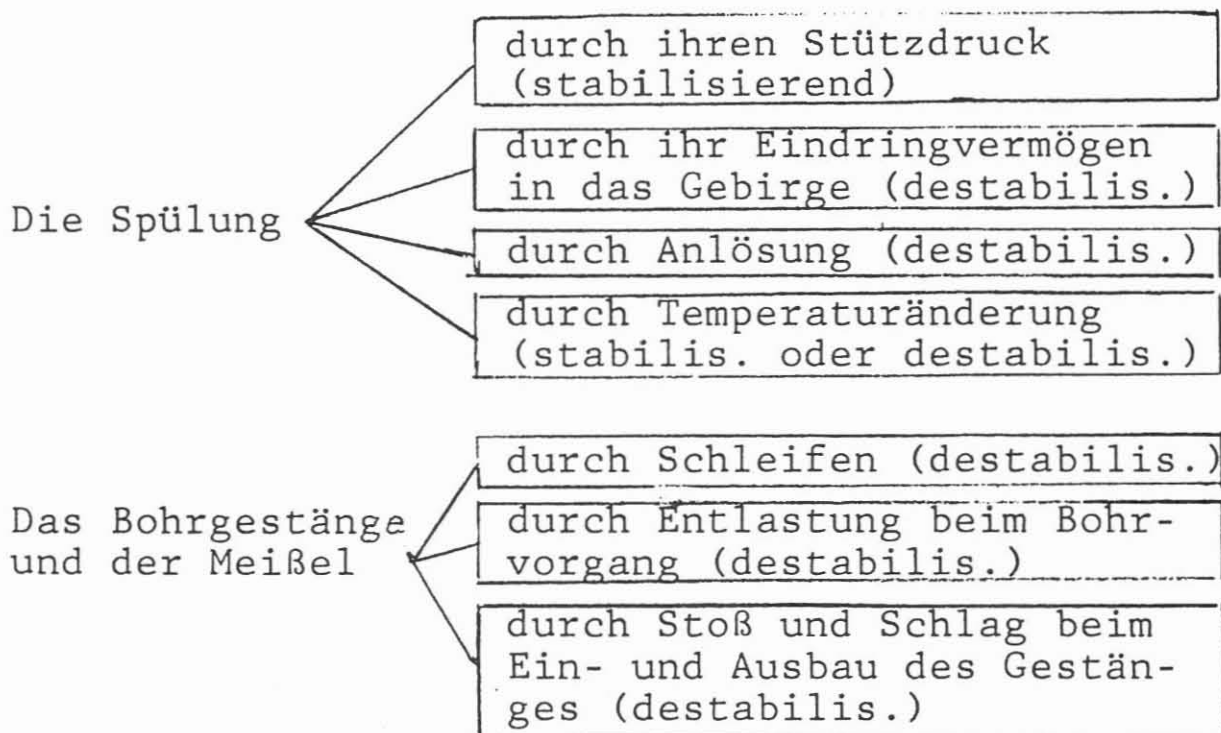 durch ihren Stützdruck
(stabilisierend)
durch ihr Eindringvermögen
in das Gebirge (destabilis.)
Die Spülung
durch Anlösung (destabilis.)
durch Temperaturänderung
(stabilis. oder destabilis.)
durch Schleifen (destabilis.)
Das Bohrgestänge
und der Meißel
durch Entlastung beim Bohr-
vorgang (destabilis.)
durch Stoß und Schlag beim
Ein- und Ausbau des Gestän-
ges (destabilis.)